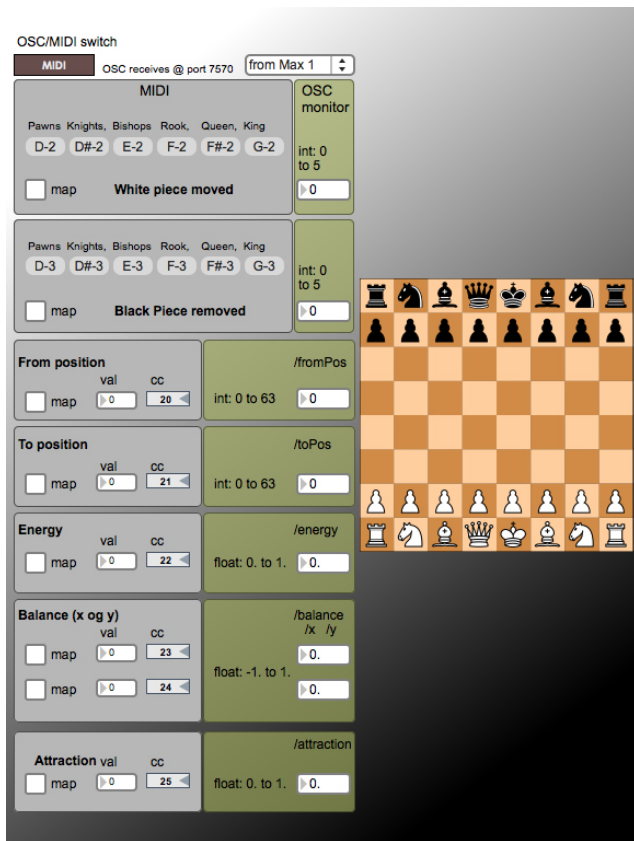 OSC/MIDI switch
MIDI OSC receives @ port 7570 from Max 1
MIDI
OSC monitor
Pawns Knights, Bishops Rook, Queen, King
D-2 D#-2 E-2 F-2 F#-2 G-2
int: 0 to 5
map White piece moved 0
Pawns Knights, Bishops Rook, Queen, King
D-3 D#-3 E-3 F-3 F#-3 G-3
int: 0 to 5
map Black Piece removed 0
From position /fromPos
val cc
map 0 20 int: 0 to 63 0
To position /toPos
val cc
map 0 21 int: 0 to 63 0
Energy /energy
val cc
map 0 22 float: 0. to 1. 0.
Balance (x og y) /balance
val cc /x /y
map 0 23 0.
float: -1. to 1.
map 0 24 0.
/attraction
Attraction val cc
map 0 25 float: 0. to 1. 0.